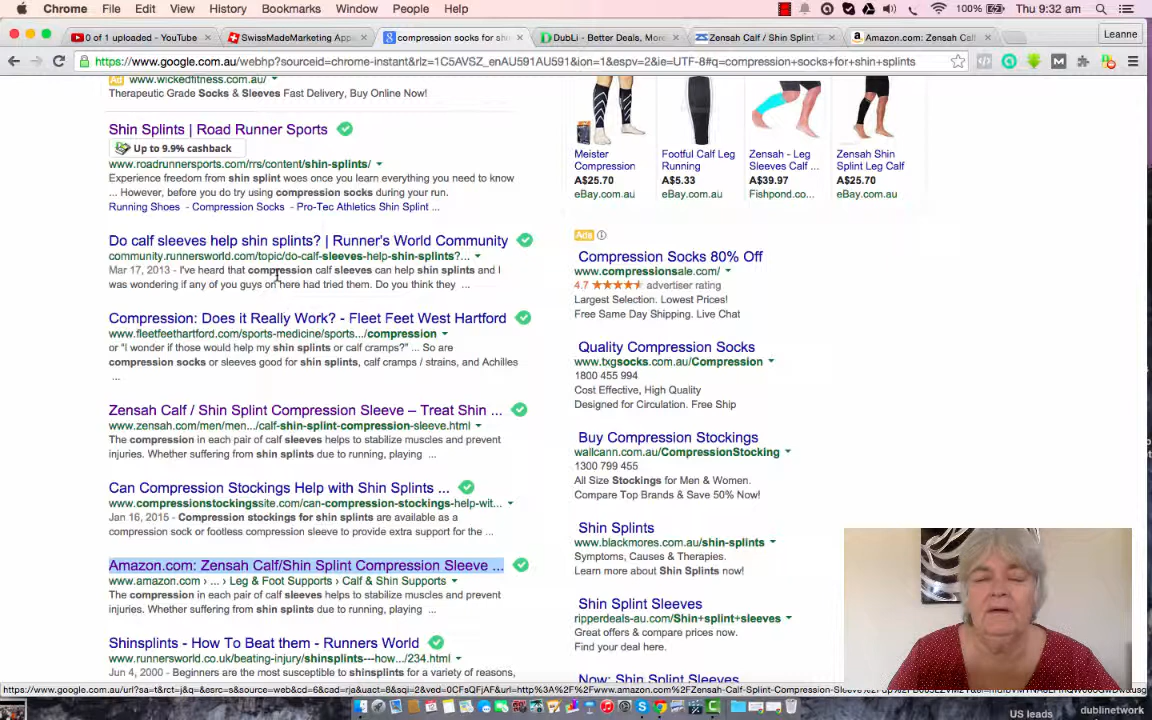 Chrome File Edit View History Bookmarks Window People Help 100% Thu 9:32 am
0 of 1 uploaded - YouTube SwissMadeMarketing App compression socks for shi DubLi - Better Deals, More Zensah Calf / Shin Splint C Amazon.com: Zensah Calf Leanne
https://www.google.com.au/webhp?sourceid=chrome-instant&rlz=1C5AVSZ_enAU591AU591&ion=1&espv=2&ie=UTF-8#q=compression+socks+for+shin+splints
Ad www.wickedfitness.com.au/
Therapeutic Grade Socks & Sleeves Fast Delivery, Buy Online Now!
Shin Splints | Road Runner Sports
Up to 9.9% cashback
www.roadrunnersports.com/rrs/content/shin-splints/
Experience freedom from shin splint woes once you learn everything you need to know
... However, before you do try using compression socks during your run.
Running Shoes - Compression Socks - Pro-Tec Athletics Shin Splint ...
Do calf sleeves help shin splints? | Runner's World Community
community.runnersworld.com/topic/do-calf-sleeves-help-shin-splints?...
Mar 17, 2013 - I've heard that compression calf sleeves can help shin splints and I
was wondering if any of you guys on here had tried them. Do you think they ...
Compression: Does it Really Work? - Fleet Feet West Hartford
www.fleetfeethartford.com/sports-medicine/sports.../compression
or "I wonder if those would help my shin splints or calf cramps?" ... So are
compression socks or sleeves good for shin splints, calf cramps / strains, and Achilles
...
Zensah Calf / Shin Splint Compression Sleeve – Treat Shin ...
www.zensah.com/men/men.../calf-shin-splint-compression-sleeve.html
The compression in each pair of calf sleeves helps to stabilize muscles and prevent
injuries. Whether suffering from shin splints due to running, playing ...
Can Compression Stockings Help with Shin Splints ...
www.compressionstockingssite.com/can-compression-stockings-help-wit...
Jan 16, 2015 - Compression stockings for shin splints are available as a
compression sock or footless compression sleeve to provide extra support for the ...
Amazon.com: Zensah Calf/Shin Splint Compression Sleeve ...
www.amazon.com › ... › Leg & Foot Supports › Calf & Shin Supports
The compression in each pair of calf sleeves helps to stabilize muscles and prevent
injuries. Whether suffering from shin splints due to running, playing ...
Shinsplints - How To Beat them - Runners World
www.runnersworld.co.uk/beating-injury/shinsplints---how.../234.html
Jun 4, 2000 - Beginners are the most susceptible to shinsplints for a variety of reasons,
Meister Compression
A$25.70
eBay.com.au
Footful Calf Leg Running
A$5.33
eBay.com.au
Zensah - Leg Sleeves Calf...
A$39.97
Fishpond.co...
Zensah Shin Splint Leg Calf
A$25.70
eBay.com.au
Ads
Compression Socks 80% Off
www.compressionsale.com/
4.7 advertiser rating
Largest Selection. Lowest Prices!
Free Same Day Shipping. Live Chat
Quality Compression Socks
www.txgsocks.com.au/Compression
1800 455 994
Cost Effective, High Quality
Designed for Circulation. Free Ship
Buy Compression Stockings
wallcann.com.au/CompressionStocking
1300 799 455
All Size Stockings for Men & Women.
Compare Top Brands & Save 50% Now!
Shin Splints
www.blackmores.com.au/shin-splints
Symptoms, Causes & Therapies.
Learn more about Shin Splints now!
Shin Splint Sleeves
ripperdeals-au.com/Shin+splint+sleeves
Great offers & compare prices now.
Find your deal here.
Now: Shin Splint Sleeves
US leads
dublinetwork